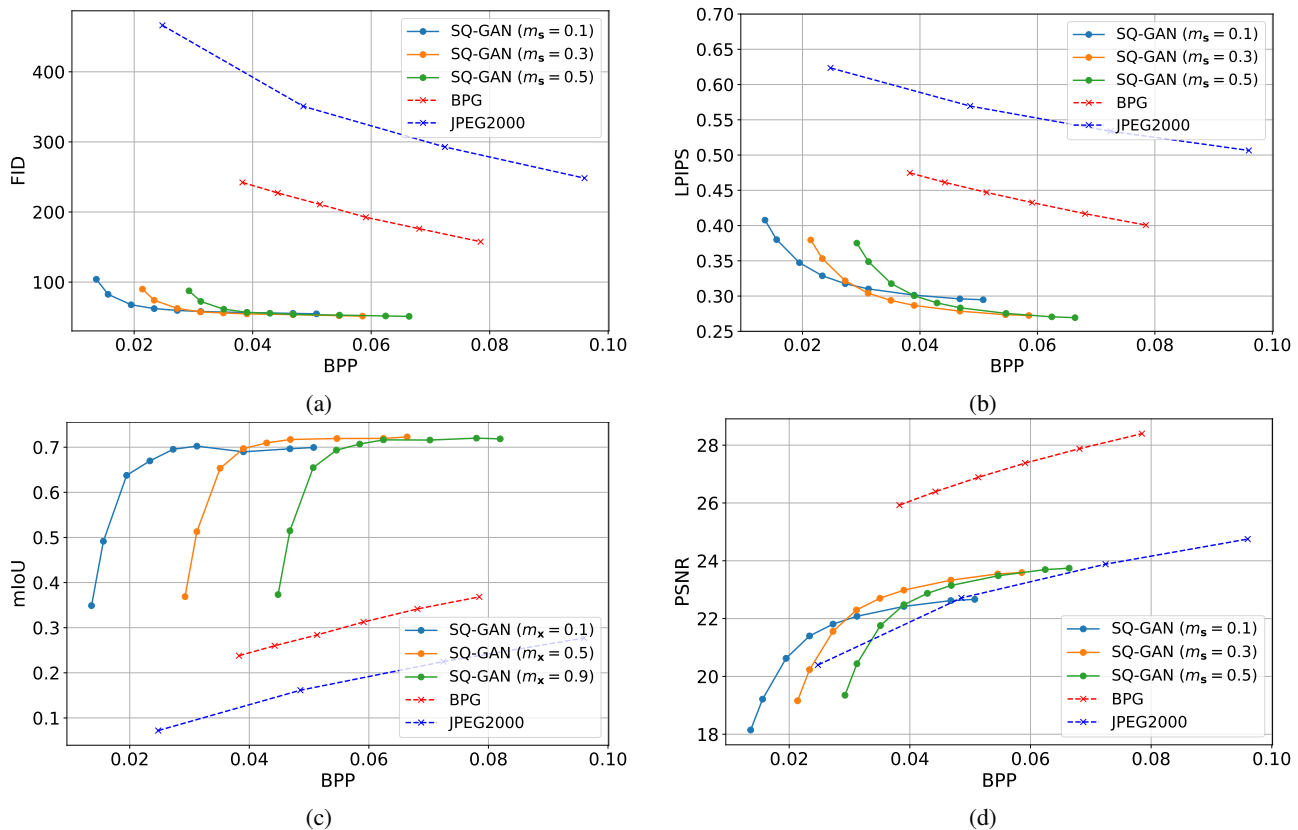 FID
400
300
200
100
0.02 0.04 0.06 0.08 0.10
BPP
SQ-GAN (mₛ = 0.1)
SQ-GAN (mₛ = 0.3)
SQ-GAN (mₛ = 0.5)
BPG
JPEG2000
(a)
LPIPS
0.70
0.65
0.60
0.55
0.50
0.45
0.40
0.35
0.30
0.25
0.02 0.04 0.06 0.08 0.10
BPP
SQ-GAN (mₛ = 0.1)
SQ-GAN (mₛ = 0.3)
SQ-GAN (mₛ = 0.5)
BPG
JPEG2000
(b)
mIoU
0.7
0.6
0.5
0.4
0.3
0.2
0.1
0.02 0.04 0.06 0.08 0.10
BPP
SQ-GAN (mₓ = 0.1)
SQ-GAN (mₓ = 0.5)
SQ-GAN (mₓ = 0.9)
BPG
JPEG2000
(c)
PSNR
28
26
24
22
20
18
0.02 0.04 0.06 0.08 0.10
BPP
SQ-GAN (mₛ = 0.1)
SQ-GAN (mₛ = 0.3)
SQ-GAN (mₛ = 0.5)
BPG
JPEG2000
(d)